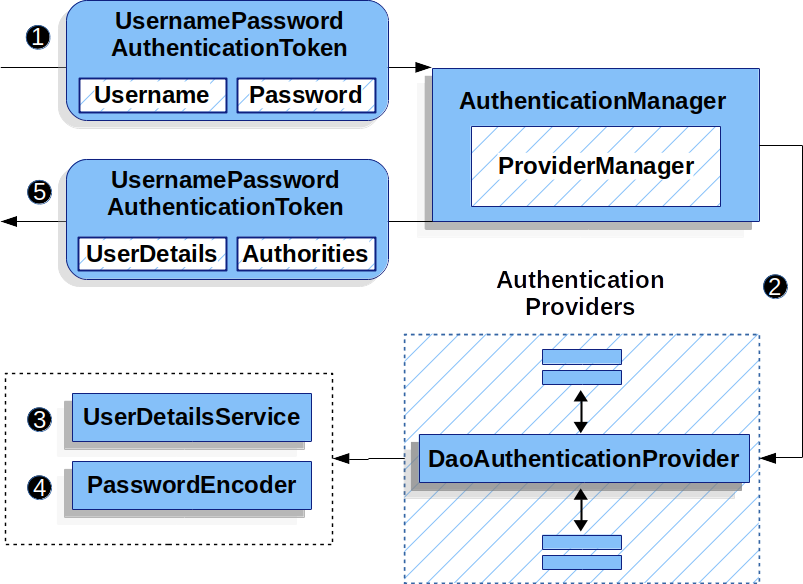 1
UsernamePassword
AuthenticationToken
Username
Password
AuthenticationManager
ProviderManager
5
UsernamePassword
AuthenticationToken
UserDetails
Authorities
2
Authentication
Providers
3
UserDetailsService
DaoAuthenticationProvider
4
PasswordEncoder